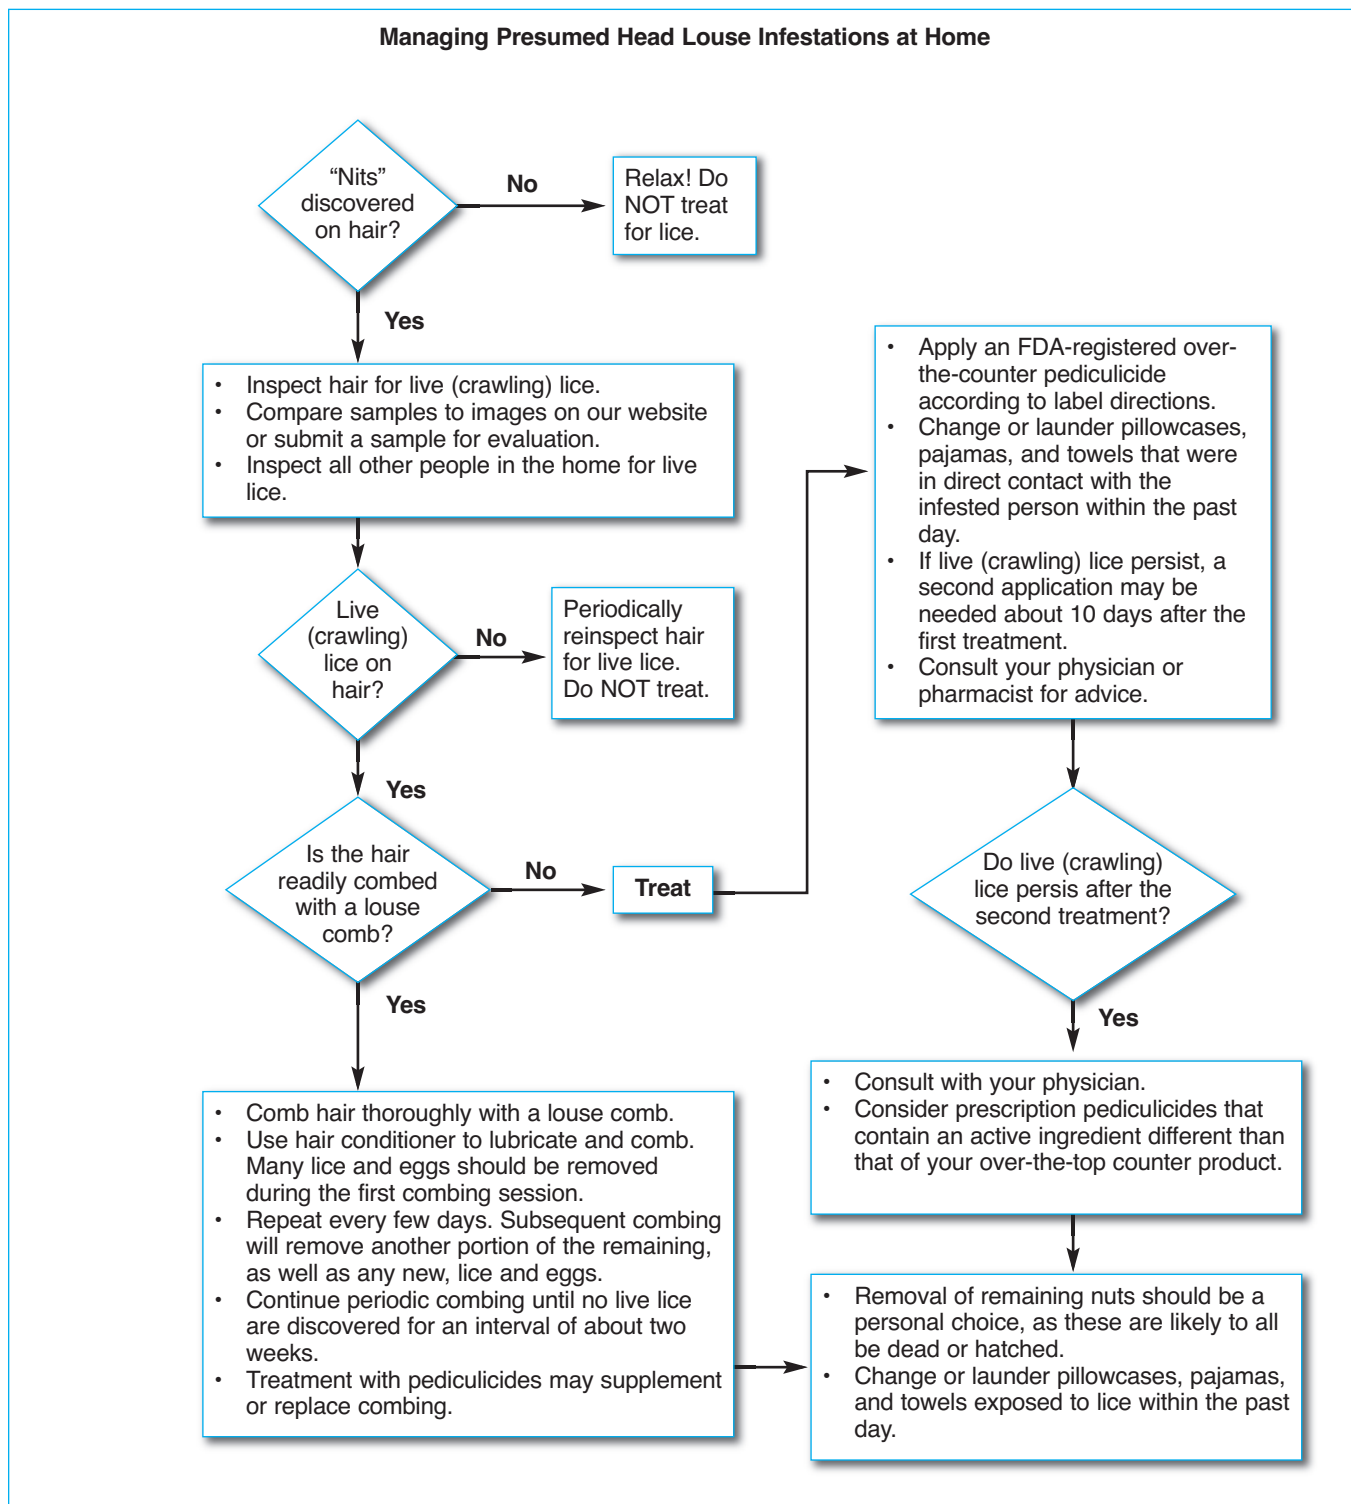 Managing Presumed Head Louse Infestations at Home
“Nits”
discovered
on hair?
No
Relax! Do
NOT treat
for lice.
Yes
• Inspect hair for live (crawling) lice.
• Compare samples to images on our website
or submit a sample for evaluation.
• Inspect all other people in the home for live
lice.
Live
(crawling)
lice on
hair?
No
Periodically
reinspect hair
for live lice.
Do NOT treat.
Yes
Is the hair
readily combed
with a louse
comb?
No
Treat
Yes
• Comb hair thoroughly with a louse comb.
• Use hair conditioner to lubricate and comb.
Many lice and eggs should be removed
during the first combing session.
• Repeat every few days. Subsequent combing
will remove another portion of the remaining,
as well as any new, lice and eggs.
• Continue periodic combing until no live lice
are discovered for an interval of about two
weeks.
• Treatment with pediculicides may supplement
or replace combing.
• Apply an FDA-registered over-
the-counter pediculicide
according to label directions.
• Change or launder pillowcases,
pajamas, and towels that were
in direct contact with the
infested person within the past
day.
• If live (crawling) lice persist, a
second application may be
needed about 10 days after the
first treatment.
• Consult your physician or
pharmacist for advice.
Do live (crawling)
lice persis after the
second treatment?
Yes
• Consult with your physician.
• Consider prescription pediculicides that
contain an active ingredient different than
that of your over-the-top counter product.
• Removal of remaining nuts should be a
personal choice, as these are likely to all
be dead or hatched.
• Change or launder pillowcases, pajamas,
and towels exposed to lice within the past
day.